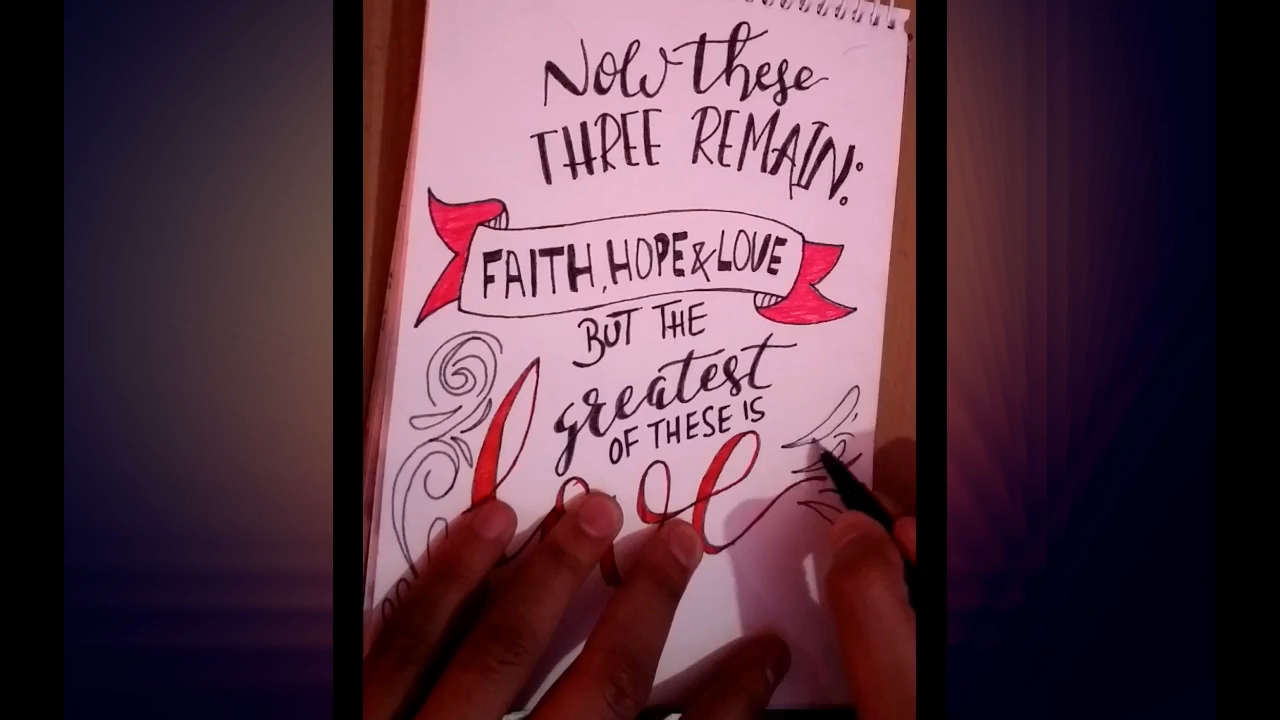 Now these
THREE REMAIN:
FAITH, HOPE & LOVE
BUT THE
greatest
OF THESE IS